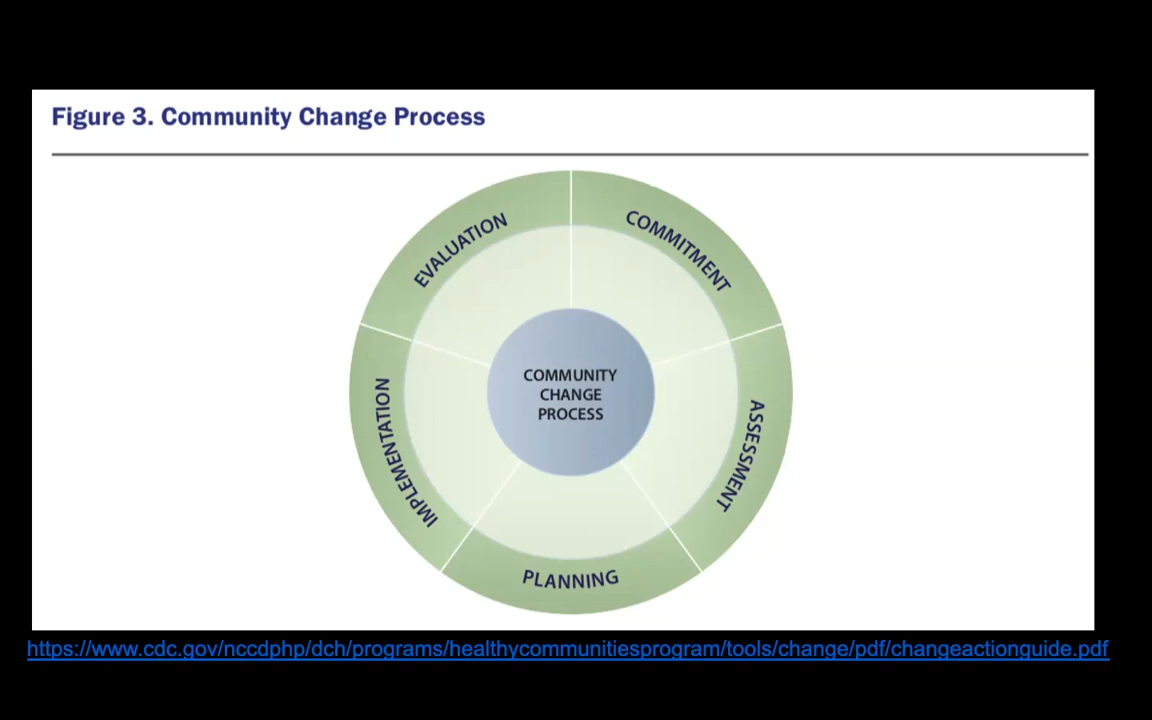 Figure 3. Community Change Process
EVALUATION
COMMITMENT
COMMUNITY
CHANGE
PROCESS
IMPLEMENTATION
ASSESSMENT
PLANNING
https://www.cdc.gov/nccdphp/dch/programs/healthycommunitiesprogram/tools/change/pdf/changeactionguide.pdf